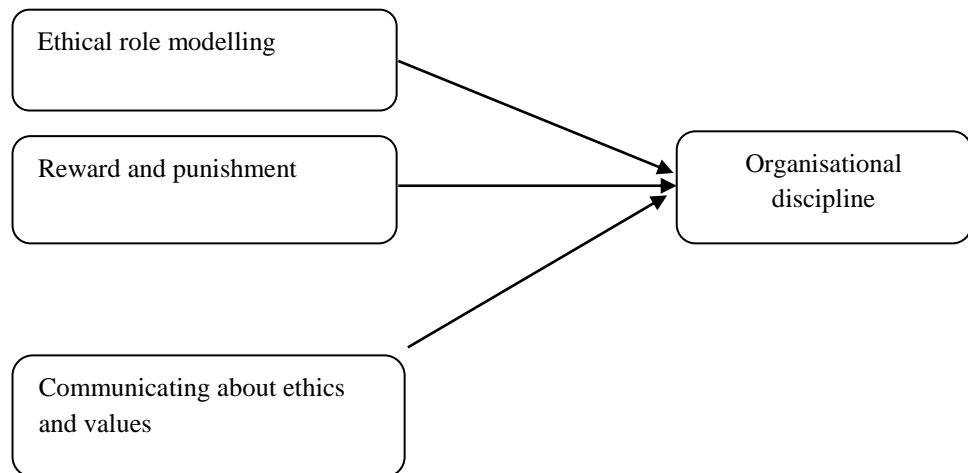 Ethical role modelling
Reward and punishment
Organisational
discipline
Communicating about ethics
and values